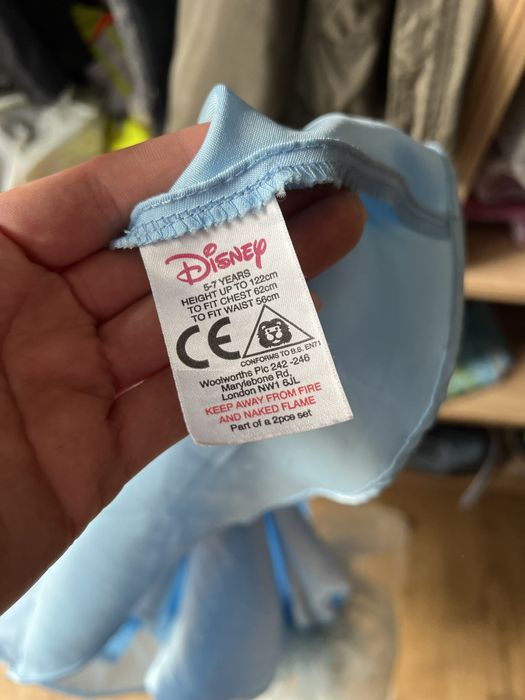 Disney
5-7 YEARS
HEIGHT UP TO 122cm
TO FIT CHEST 62cm
TO FIT WAIST 56cm
CE
CONFORMS TO B.S. EN71
Woolworths Plc 242 -246
Marylebone Rd,
London NW1 6JL
KEEP AWAY FROM FIRE
AND NAKED FLAME
Part of a 2pce set